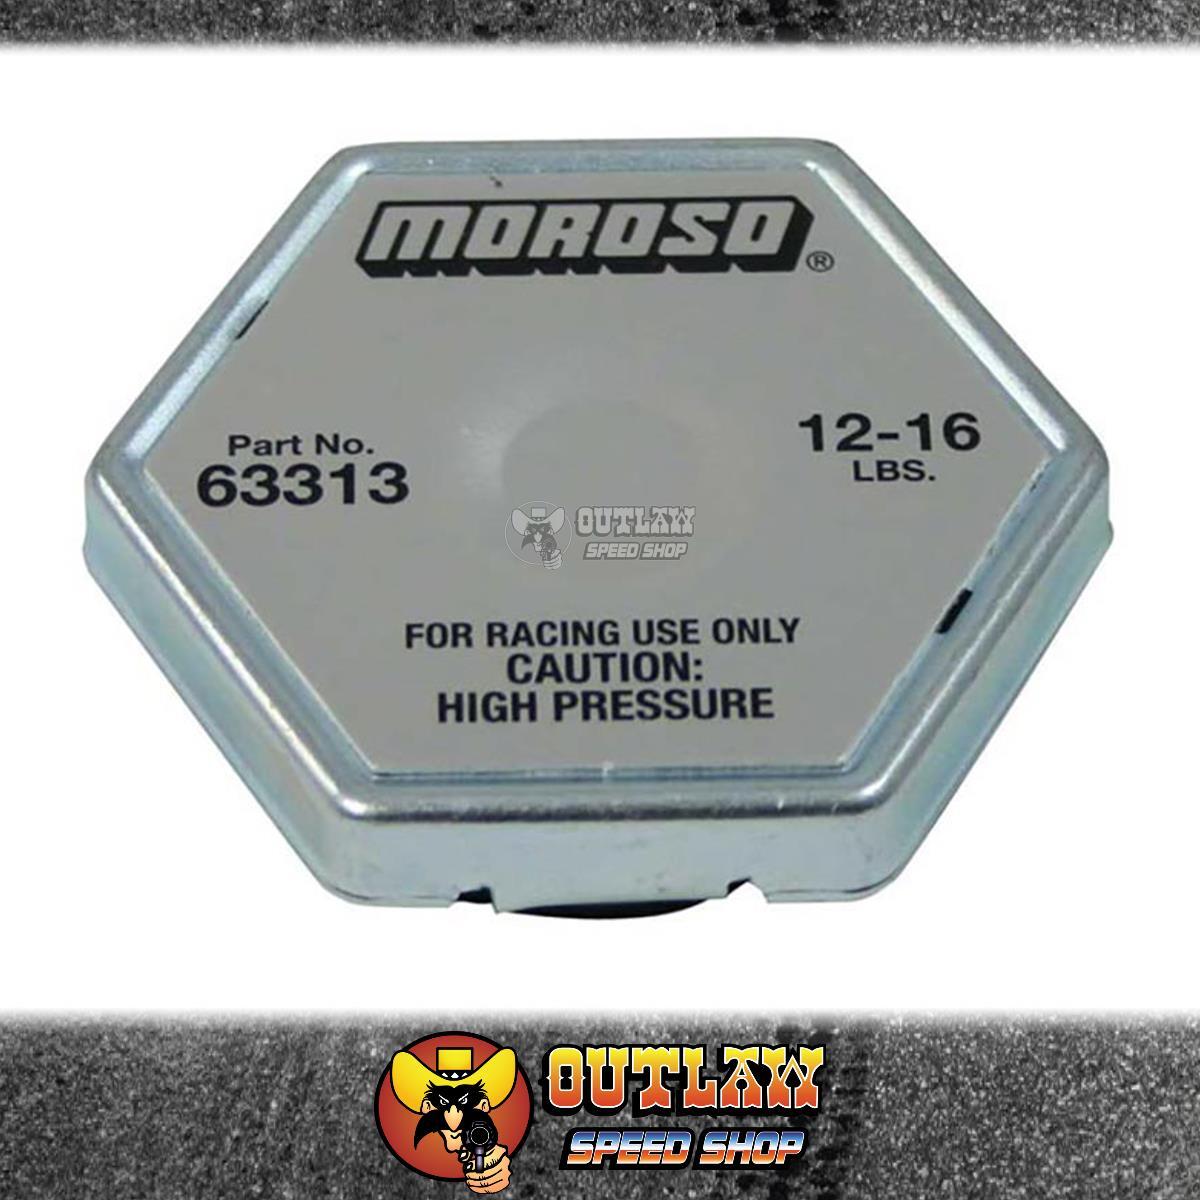 MOROSO®
Part No.
63313
12-16
LBS.
OUTLAW
SPEED SHOP
FOR RACING USE ONLY
CAUTION:
HIGH PRESSURE
OUTLAW
SPEED SHOP